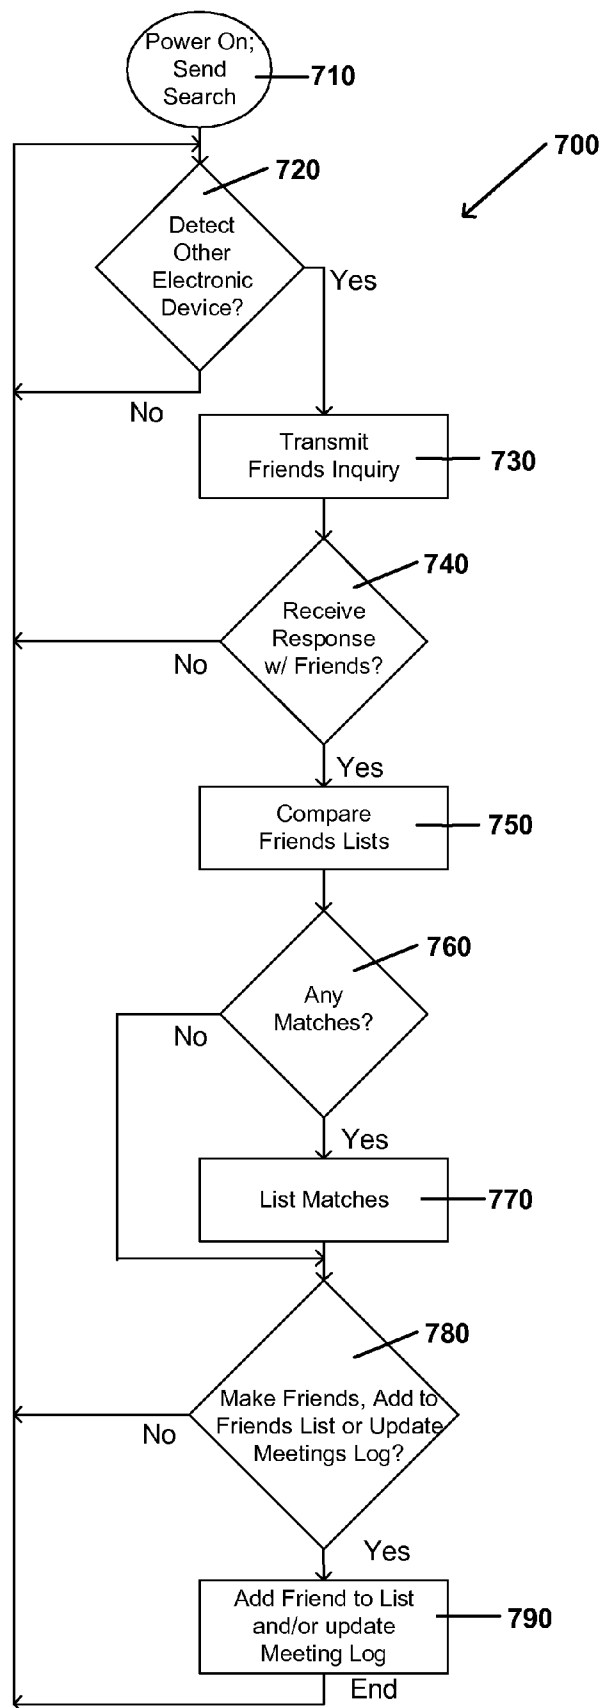 Power On;
Send
Search
710
700
720
Detect
Other
Electronic
Device?
Yes
No
Transmit
Friends Inquiry
730
740
Receive
Response
w/ Friends?
No
Yes
Compare
Friends Lists
750
760
Any
Matches?
No
Yes
List Matches
770
780
Make Friends, Add to
Friends List or Update
Meetings Log?
No
Yes
Add Friend to List
and/or update
Meeting Log
790
End